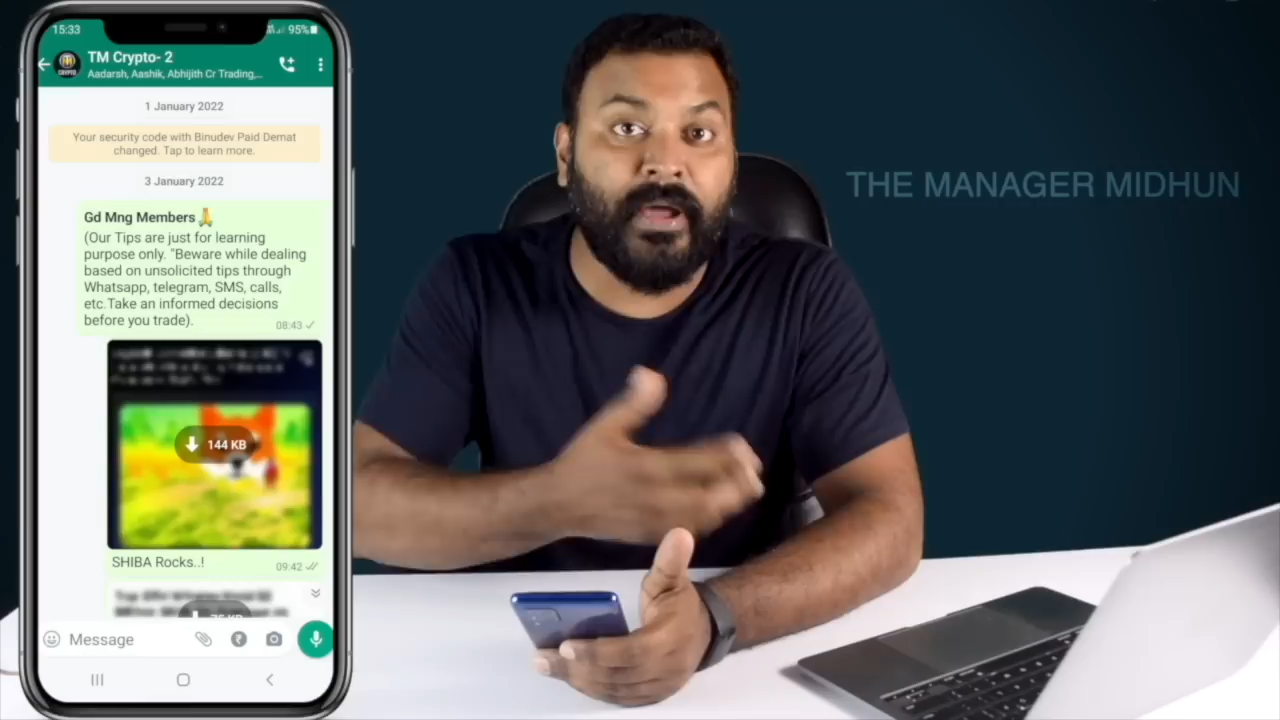 15:33
95%
TM Crypto- 2
Aadarsh, Aashik, Abhijith Cr Trading,...
1 January 2022
Your security code with Binudev Paid Demat
changed. Tap to learn more.
3 January 2022
Gd Mng Members🙏
(Our Tips are just for learning
purpose only. "Beware while dealing
based on unsolicited tips through
Whatsapp, telegram, SMS, calls,
etc.Take an informed decisions
before you trade).
08:43
144 KB
SHIBA Rocks..!
09:42
Message
THE MANAGER MIDHUN